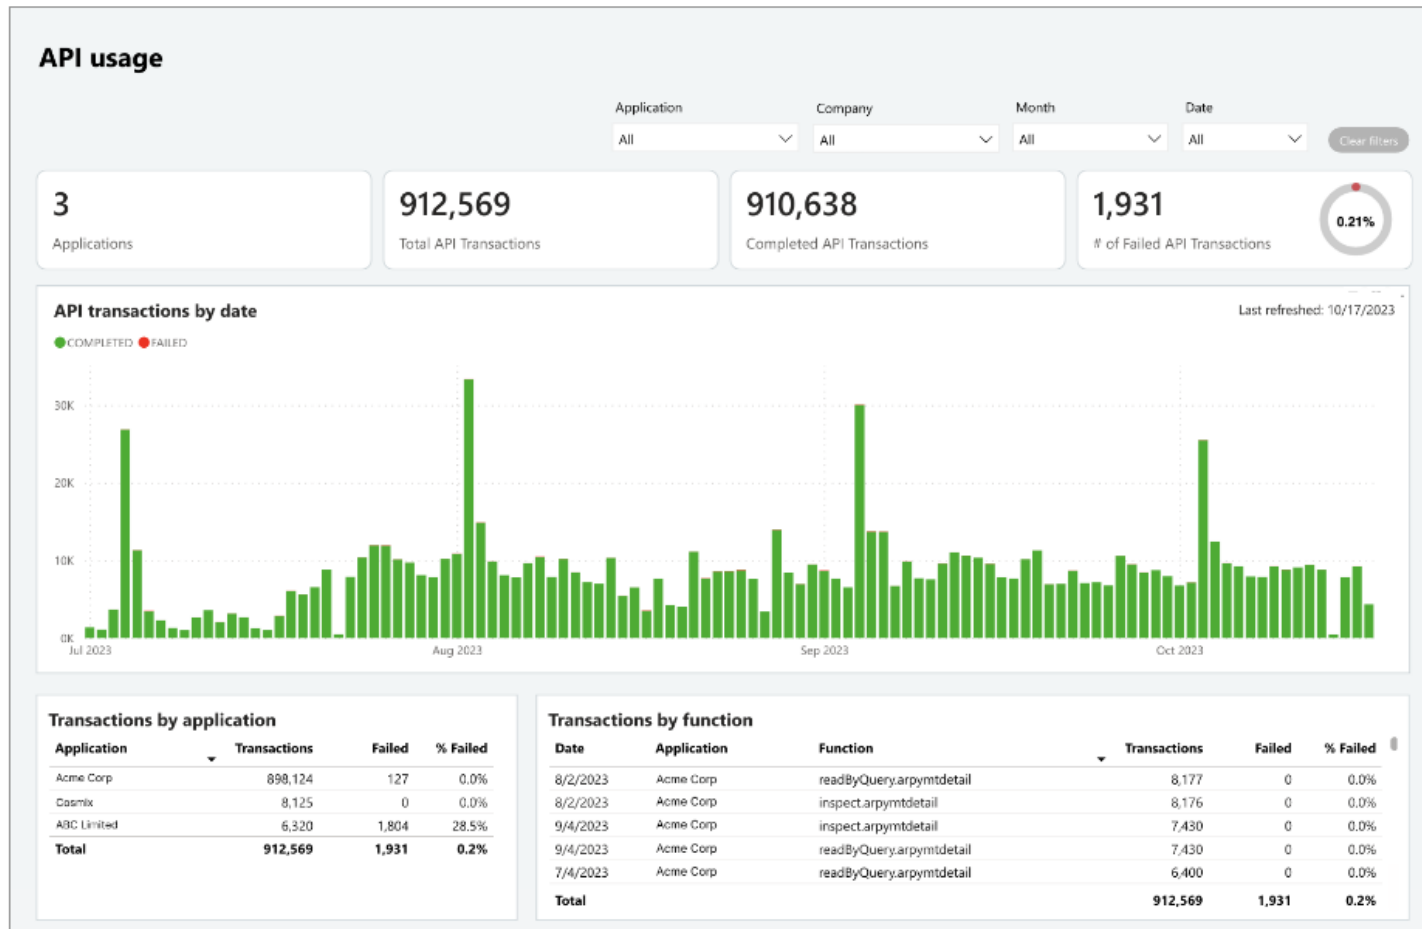 API usage
Application Company Month Date
All All All All Clear filters
3 912,569 910,638 1,931 0.21%
Applications Total API Transactions Completed API Transactions # of Failed API Transactions
API transactions by date Last refreshed: 10/17/2023
COMPLETED FAILED
30K
20K
10K
0K
Jul 2023 Aug 2023 Sep 2023 Oct 2023
Transactions by application
Application Transactions Failed % Failed
Acme Corp 898,124 127 0.0%
Cosmix 8,125 0 0.0%
ABC Limited 6,320 1,804 28.5%
Total 912,569 1,931 0.2%
Transactions by function
Date Application Function Transactions Failed % Failed
8/2/2023 Acme Corp readByQuery.arpymtdetail 8,177 0 0.0%
8/2/2023 Acme Corp inspect.arpymtdetail 8,176 0 0.0%
9/4/2023 Acme Corp inspect.arpymtdetail 7,430 0 0.0%
9/4/2023 Acme Corp readByQuery.arpymtdetail 7,430 0 0.0%
7/4/2023 Acme Corp readByQuery.arpymtdetail 6,400 0 0.0%
Total 912,569 1,931 0.2%